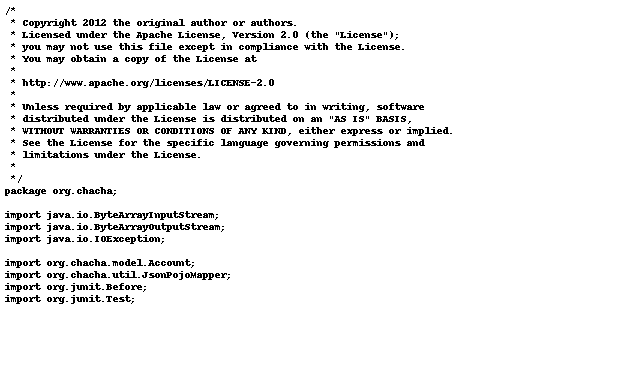 /*
 * Copyright 2012 the original author or authors.
 * Licensed under the Apache License, Version 2.0 (the "License");
 * you may not use this file except in compliance with the License.
 * You may obtain a copy of the License at
 *
 * http://www.apache.org/licenses/LICENSE-2.0
 *
 * Unless required by applicable law or agreed to in writing, software
 * distributed under the License is distributed on an "AS IS" BASIS,
 * WITHOUT WARRANTIES OR CONDITIONS OF ANY KIND, either express or implied.
 * See the License for the specific language governing permissions and
 * limitations under the License.
 *
 */
package org.chacha;

import java.io.ByteArrayInputStream;
import java.io.ByteArrayOutputStream;
import java.io.IOException;

import org.chacha.model.Account;
import org.chacha.util.JsonPojoMapper;
import org.junit.Before;
import org.junit.Test;